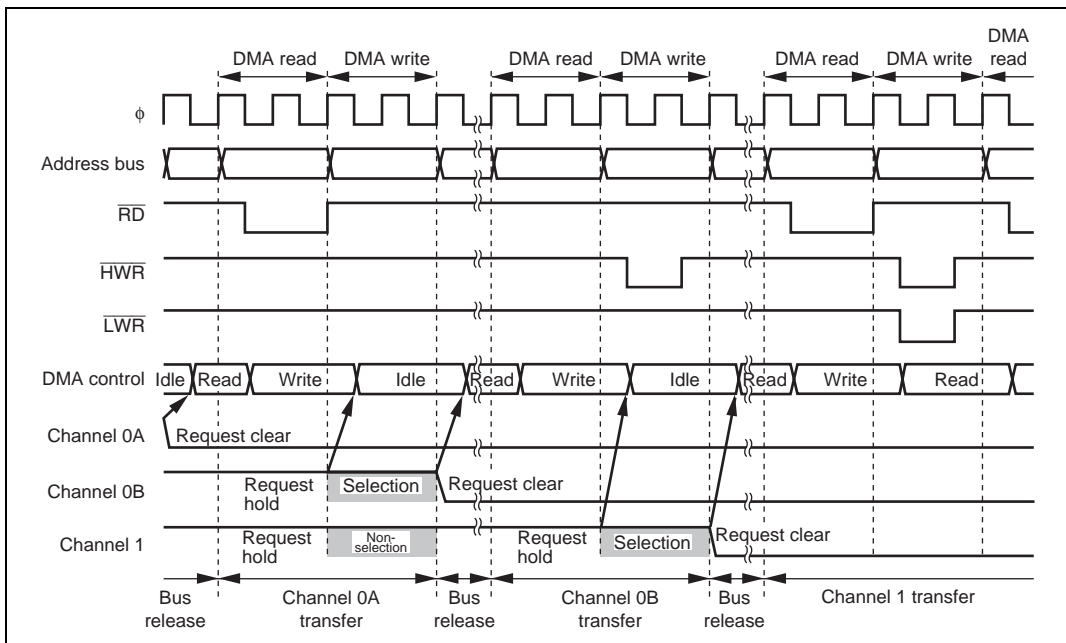 DMA read DMA write DMA read DMA write DMA read DMA write DMA read
ϕ
Address bus
RD
HWR
LWR
DMA control Idle Read Write Idle Read Write Idle Read Write Read
Channel 0A Request clear
Channel 0B Request hold Selection Request clear
Channel 1 Request hold Non-selection Request hold Selection Request clear
Bus release Channel 0A transfer Bus release Channel 0B transfer Bus release Channel 1 transfer